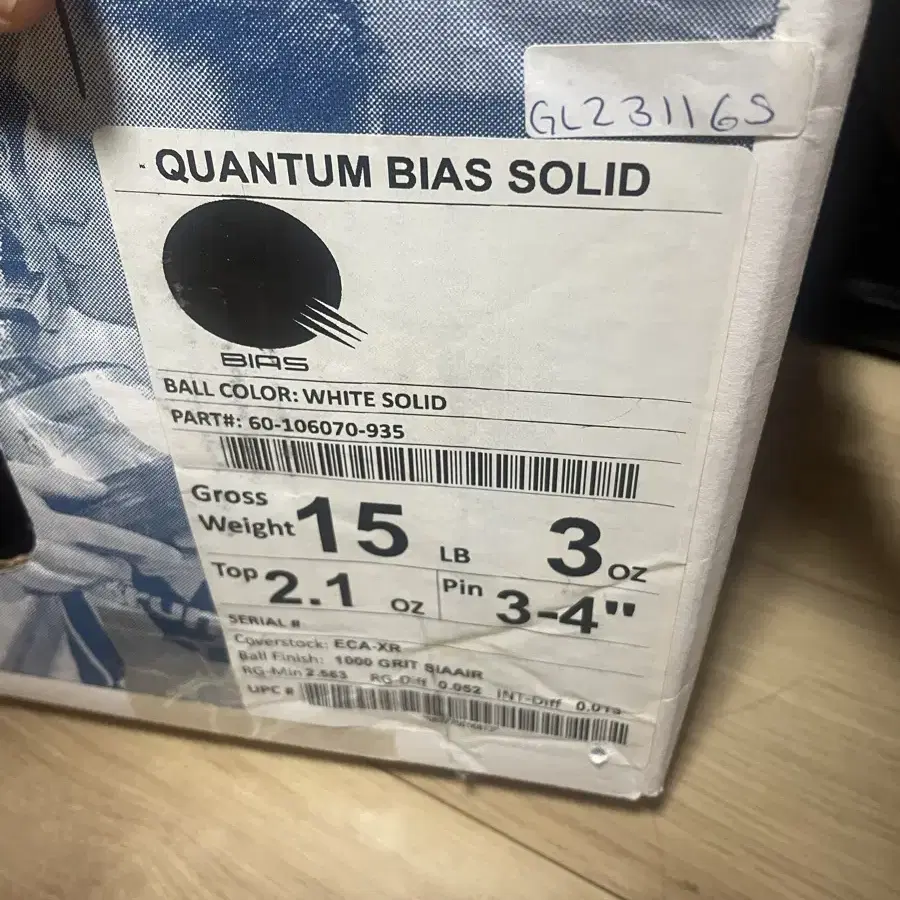 GL231165
QUANTUM BIAS SOLID
BIAS
BALL COLOR: WHITE SOLID
PART#: 60-106070-935
Gross Weight 15 LB 3 oz
Top 2.1 oz Pin 3-4"
SERIAL #
Coverstock: ECA-XR
Ball Finish: 1000 GRIT SIAAIR
RG-Min 2.563 RG-Diff 0.052 INT-Diff
UPC #